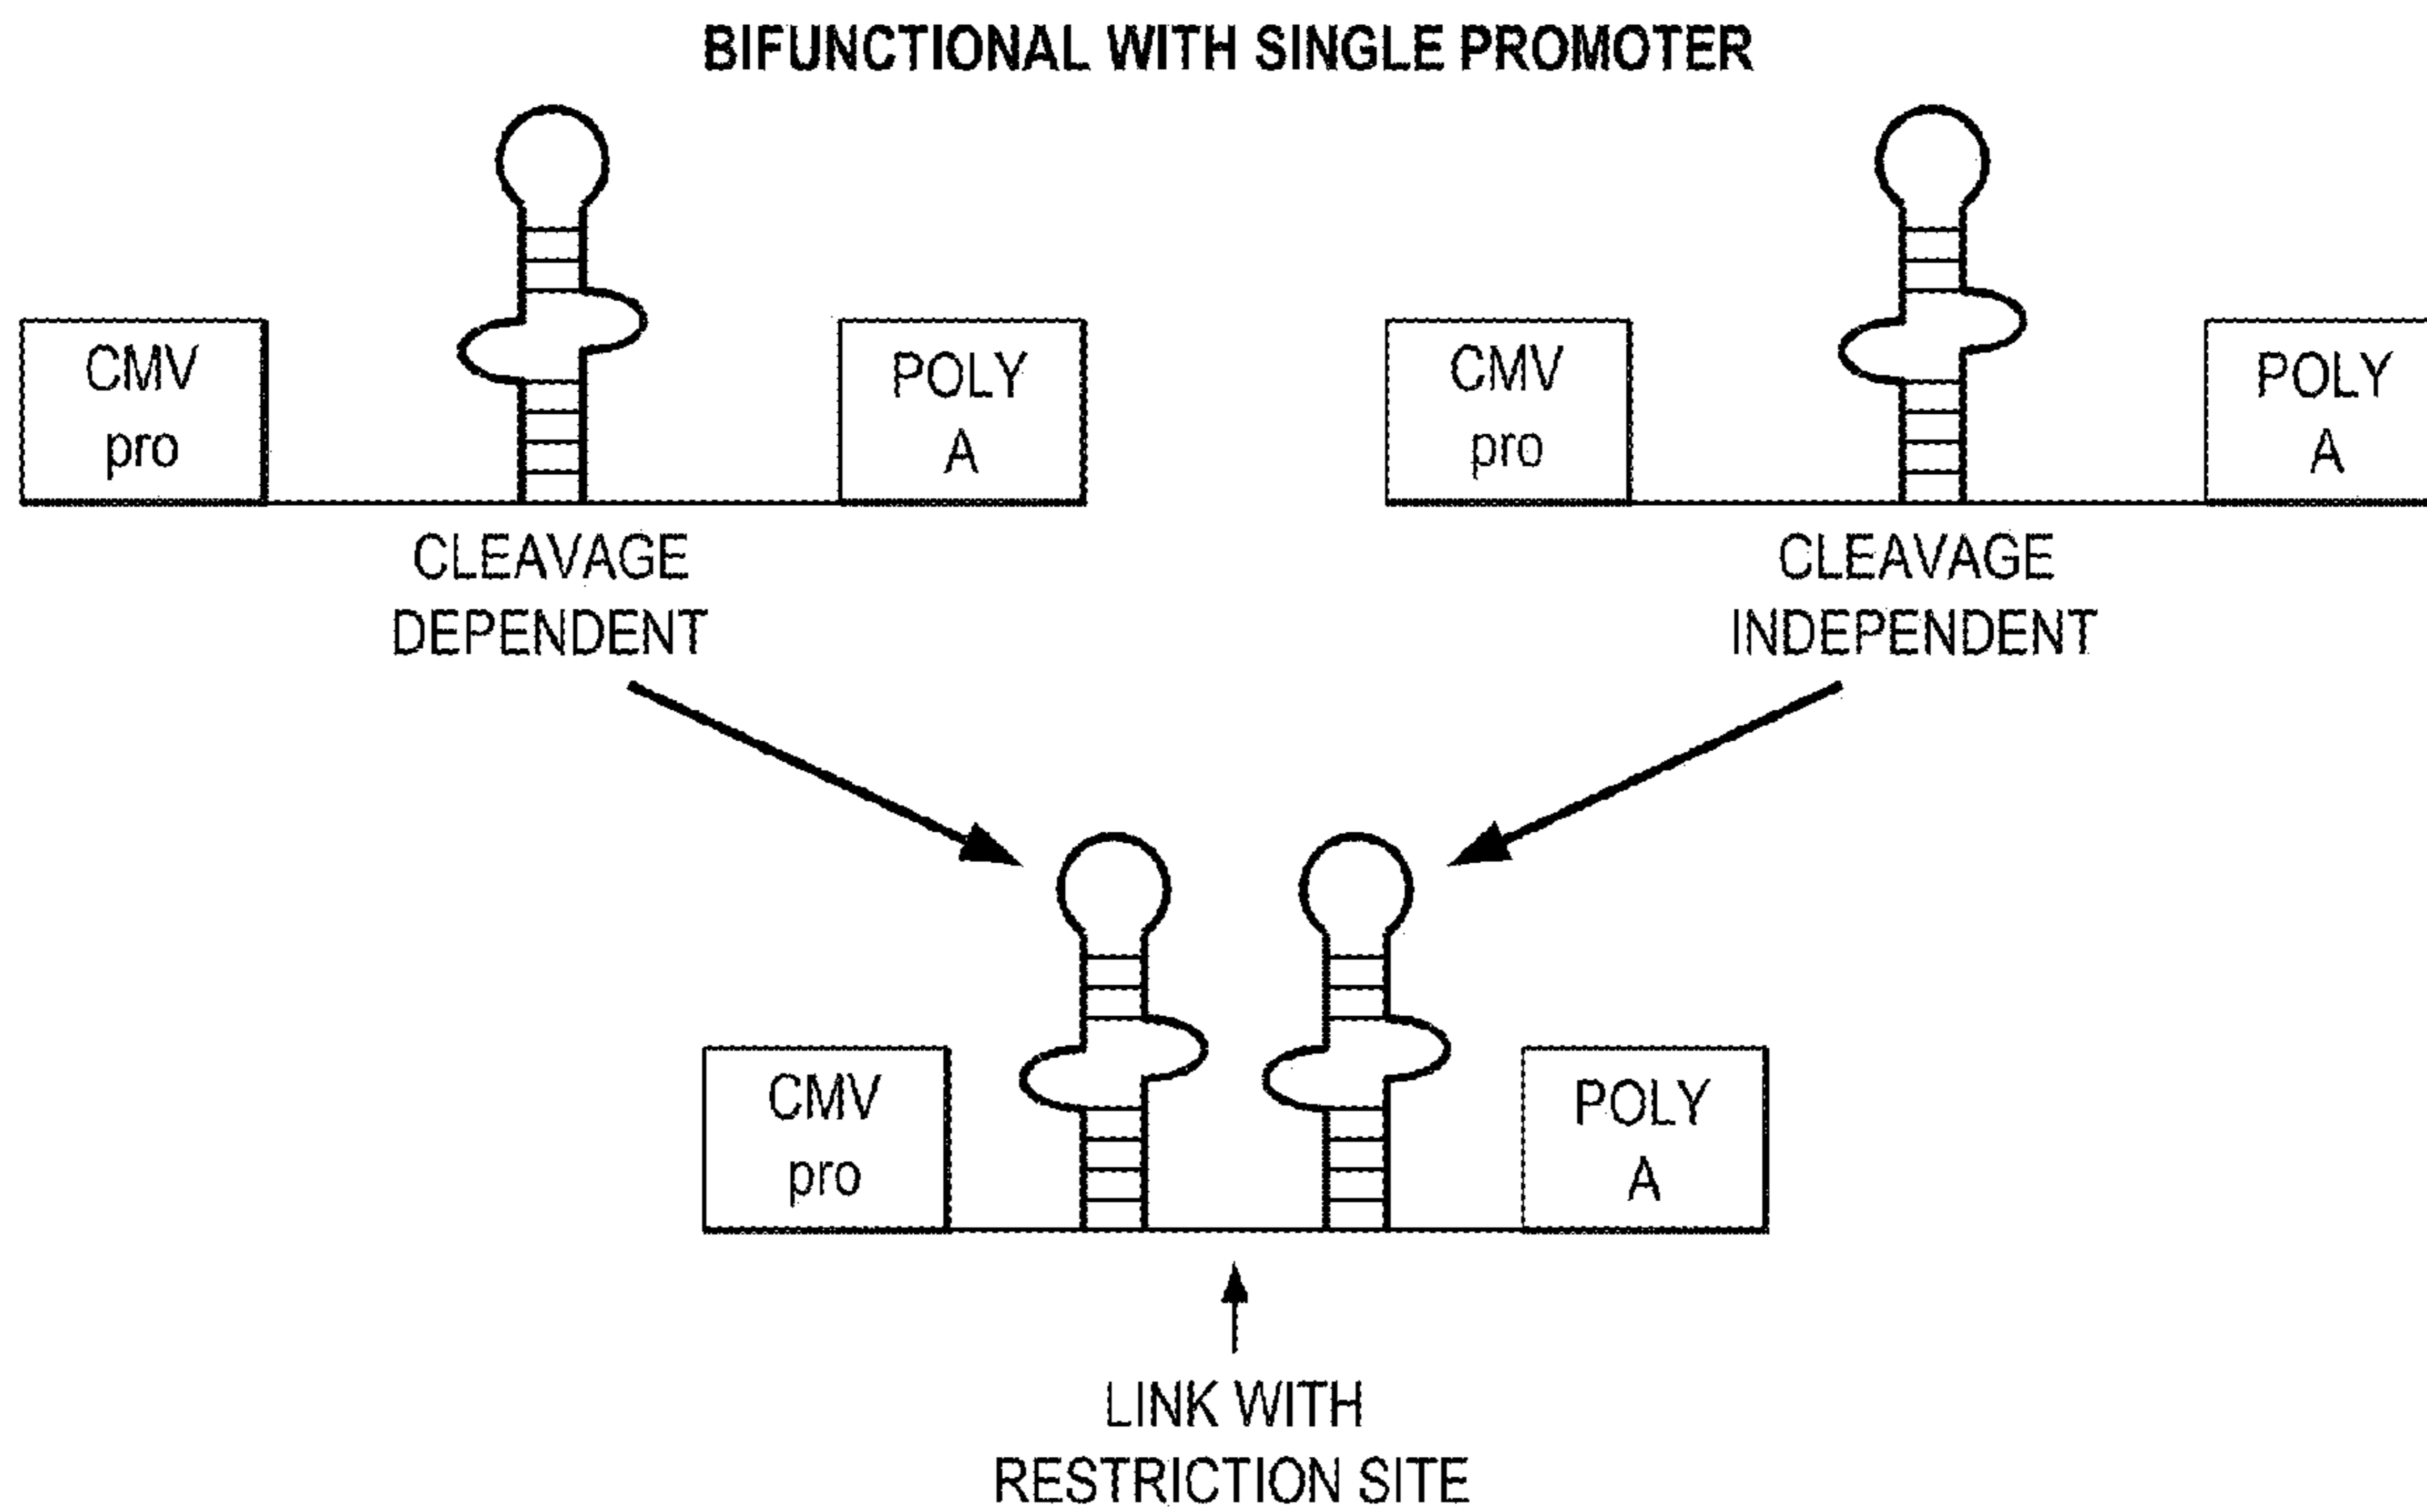 BIFUNCTIONAL WITH SINGLE PROMOTER
CMV
pro
POLY
A
CLEAVAGE
DEPENDENT
CMV
pro
POLY
A
CLEAVAGE
INDEPENDENT
CMV
pro
POLY
A
LINK WITH
RESTRICTION SITE